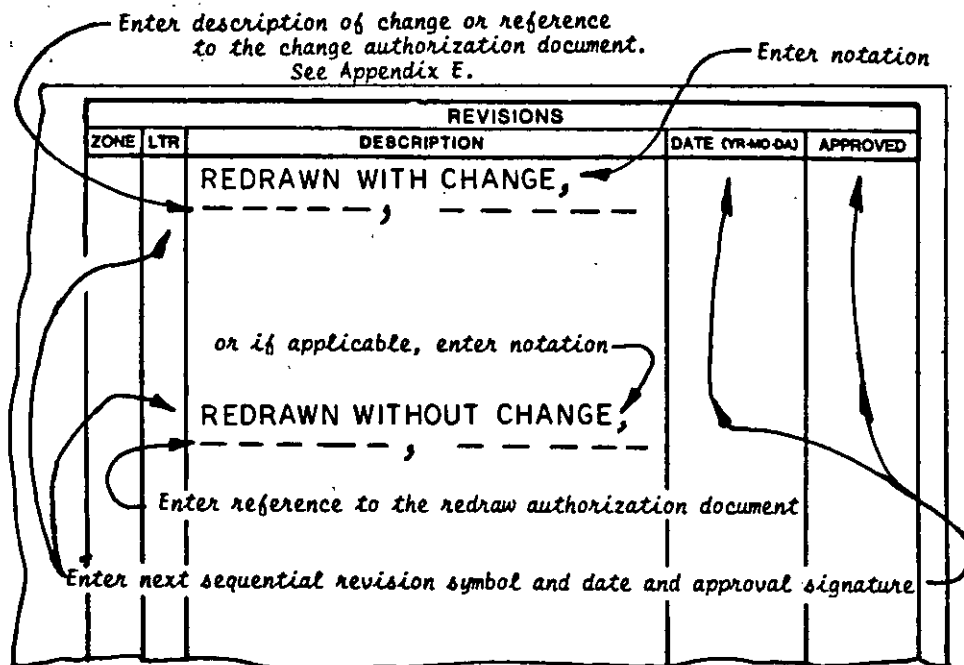 Enter description of change or reference
to the change authorization document.
See Appendix E.
Enter notation
REVISIONS
ZONE LTR DESCRIPTION DATE (YR-MO-DA) APPROVED
REDRAWN WITH CHANGE,
_ _ _ _ _ _ _ , _ _ _ _ _ _
or if applicable, enter notation
REDRAWN WITHOUT CHANGE,
_ _ _ _ _ _ _ , _ _ _ _ _ _
Enter reference to the redraw authorization document
Enter next sequential revision symbol and date and approval signature